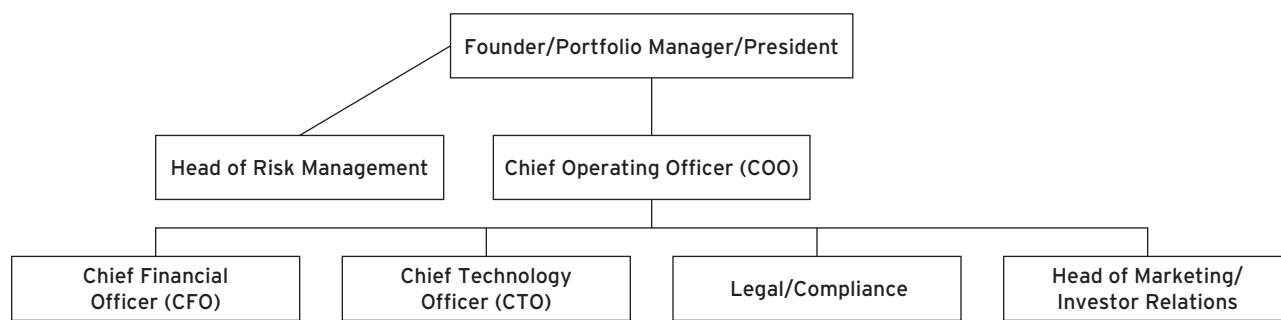 Founder/Portfolio Manager/President
Head of Risk Management
Chief Operating Officer (COO)
Chief Financial
Officer (CFO)
Chief Technology
Officer (CTO)
Legal/Compliance
Head of Marketing/
Investor Relations